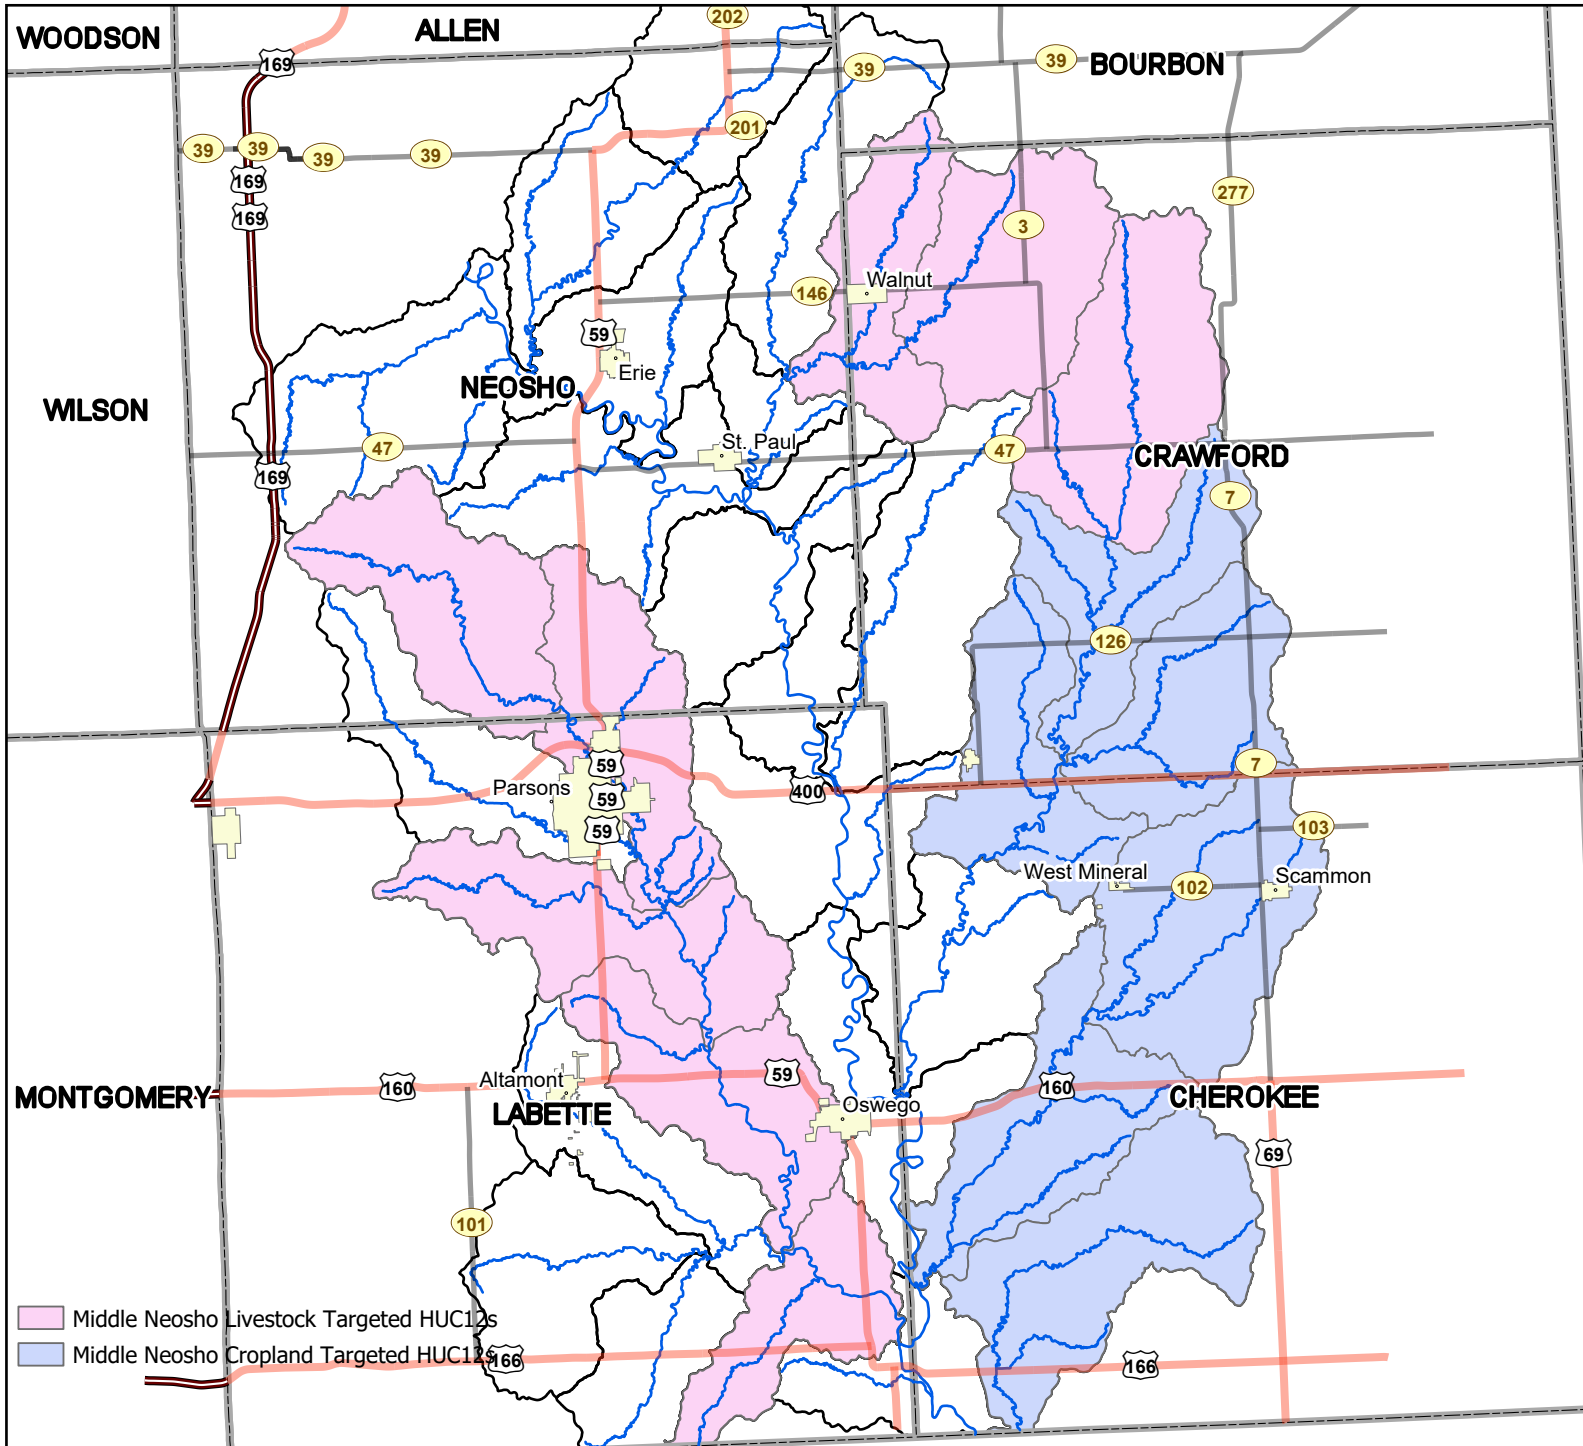 202
WOODSON
ALLEN
169
39
39
BOURBON
201
39
39
39
39
169
277
169
3
146
Walnut
59
Erie
NEOSHO
WILSON
St. Paul
47
47
CRAWFORD
169
7
126
59
7
Parsons
59
400
59
103
West Mineral
102
Scammon
59
160
Altamont
160
MONTGOMERY
CHEROKEE
Oswego
LABETTE
69
101
Middle Neosho Livestock Targeted HUC12s
Middle Neosho Cropland Targeted HUC12s
166
166